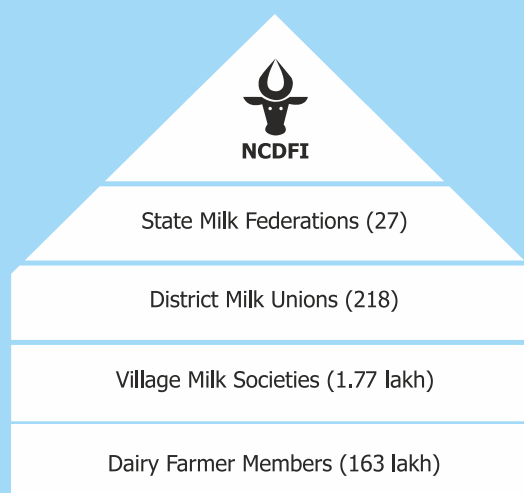 NCDFI
State Milk Federations (27)
District Milk Unions (218)
Village Milk Societies (1.77 lakh)
Dairy Farmer Members (163 lakh)